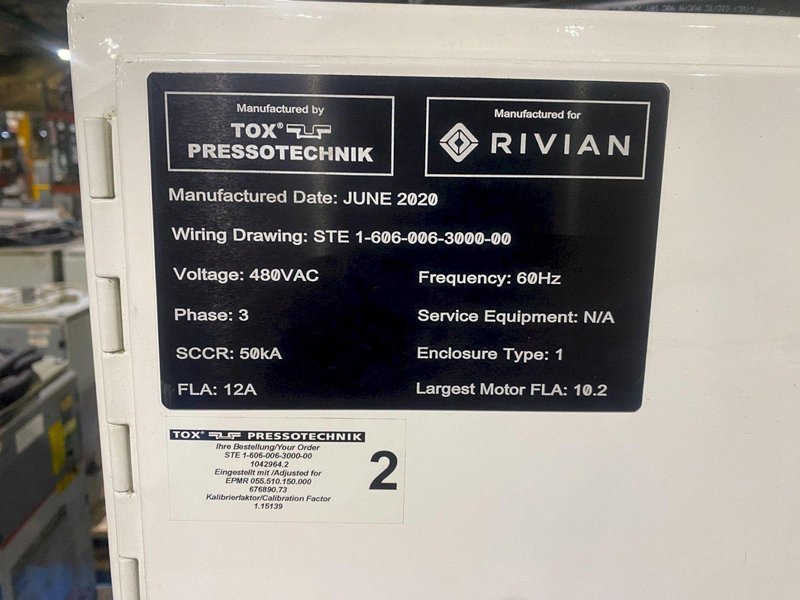 Manufactured by
TOX®
PRESSOTECHNIK
Manufactured for
RIVIAN
Manufactured Date: JUNE 2020
Wiring Drawing: STE 1-606-006-3000-00
Voltage: 480VAC
Frequency: 60Hz
Phase: 3
Service Equipment: N/A
SCCR: 50kA
Enclosure Type: 1
FLA: 12A
Largest Motor FLA: 10.2
TOX PRESSOTECHNIK
Ihre Bestellung/Your Order
STE 1-606-006-3000-00
1042964.2
Eingestellt mit /Adjusted for
EPMR 055.510.150.000
676890.73
Kalibrierfaktor/Calibration Factor
1.15139
2